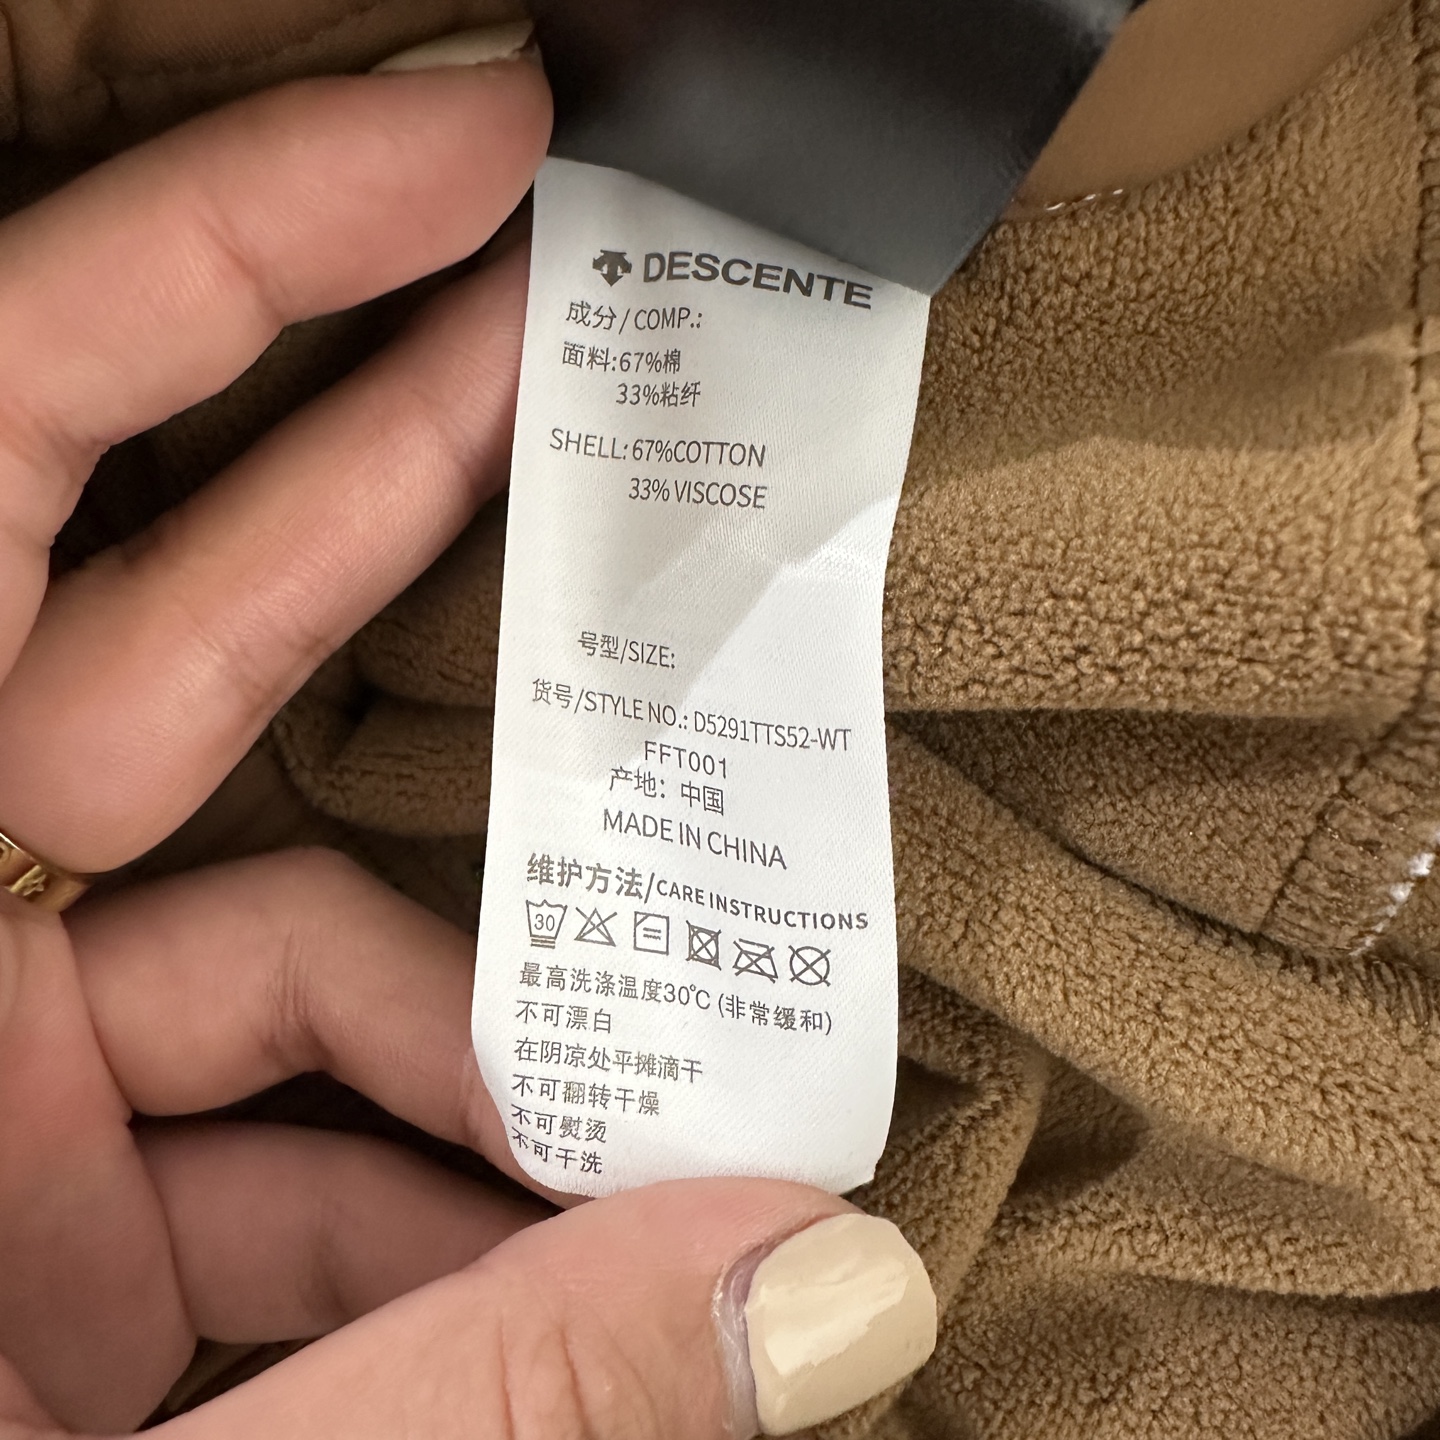 DESCENTE
成分/COMP.:
面料:67%棉
33%粘纤
SHELL:67%COTTON
33% VISCOSE
号型/SIZE:
货号/STYLE NO.: D5291TTS52-WT
FFT001
产地: 中国
MADE IN CHINA
维护方法/CARE INSTRUCTIONS
30
最高洗涤温度30℃ (非常缓和)
不可漂白
在阴凉处平摊滴干
不可翻转干燥
不可熨烫
不可干洗